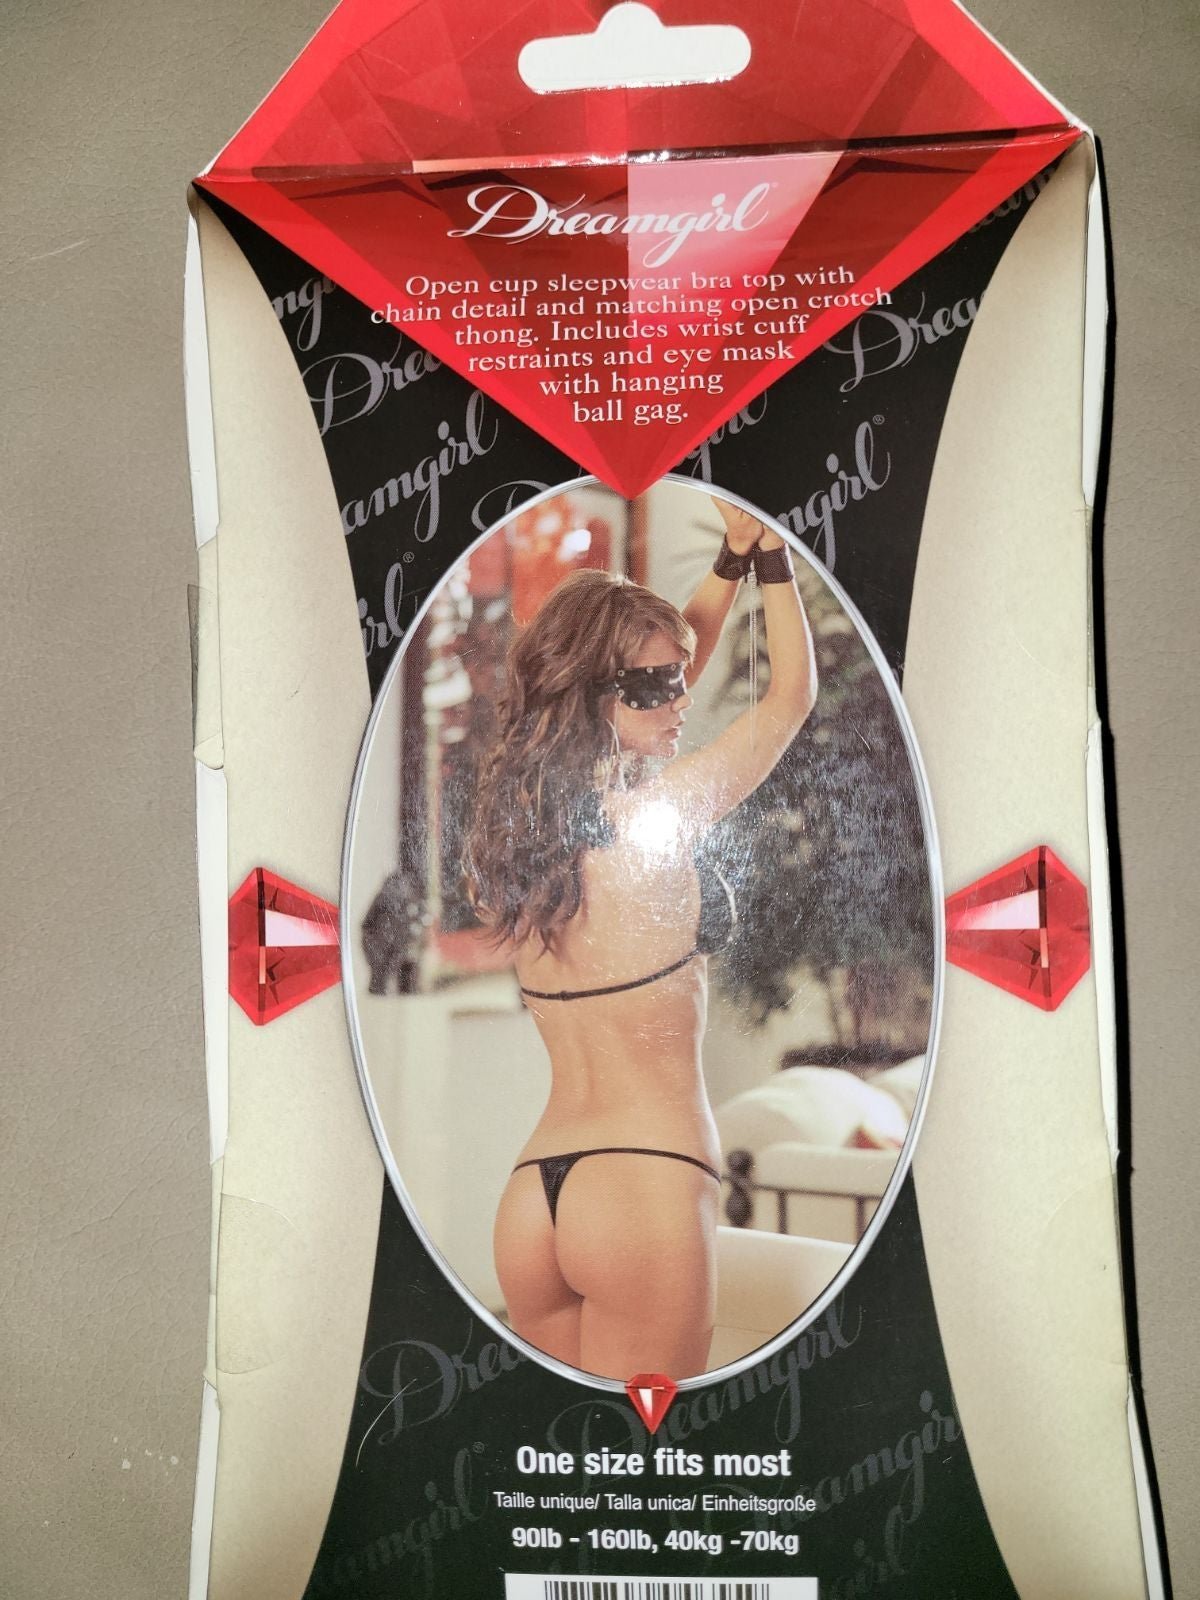 Dreamgirl
Open cup sleepwear bra top with
chain detail and matching open crotch
thong. Includes wrist cuff
restraints and eye mask
with hanging
ball gag.
One size fits most
Taille unique/ Talla unica/ Einheitsgroße
90lb - 160lb, 40kg -70kg